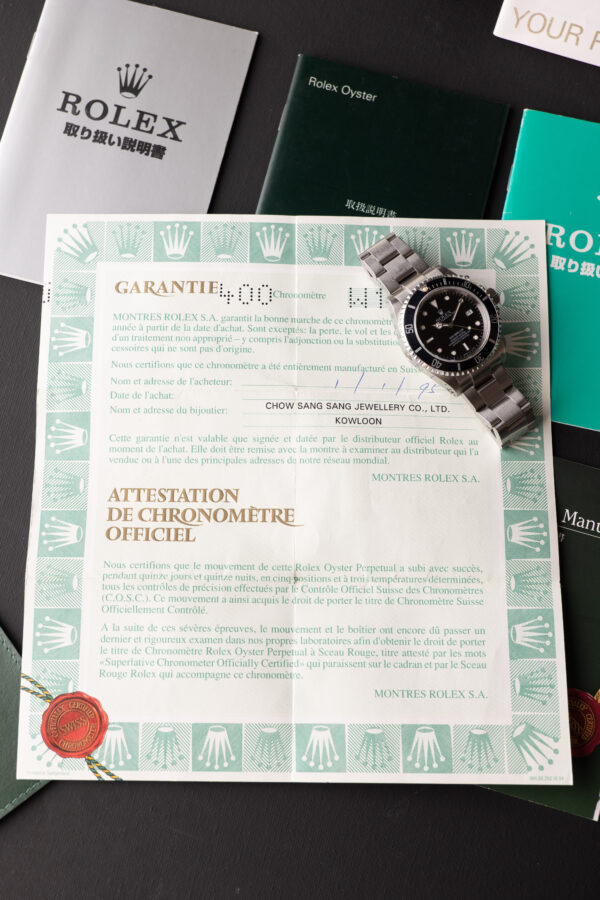 YOUR
ROLEX
取り扱い説明書
Rolex Oyster
取扱説明書
ROL
取り扱い説明書
GARANTIE
400
Chronomètre
W1
MONTRES ROLEX S.A. garantit la bonne marche de ce chronomètre
année à partir de la date d'achat. Sont exceptés: la perte, le vol et les
d'un traitement non approprié – y compris l'adjonction ou la substitution
cessoires qui ne sont pas d'origine.
Nous certifions que ce chronomètre a été entièrement manufacturé en Suisse
Nom et adresse de l'acheteur:
Date de l'achat:
1 / 1 / 95
Nom et adresse du bijoutier:
CHOW SANG SANG JEWELLERY CO., LTD.
KOWLOON
Cette garantie n'est valable que signée et datée par le distributeur officiel Rolex au
moment de l'achat. Elle doit être remise avec la montre à examiner au distributeur qui l'a
vendue ou à l'une des principales adresses de notre réseau mondial.
MONTRES ROLEX S.A.
Manu
ATTESTATION
DE CHRONOMÈTRE
OFFICIEL
Nous certifions que le mouvement de cette Rolex Oyster Perpetual a subi avec succès,
pendant quinze jours et quinze nuits, en cinq positions et à trois températures déterminées,
tous les contrôles de précision effectués par le Contrôle Officiel Suisse des Chronomètres
(C.O.S.C.). Ce mouvement a ainsi acquis le droit de porter le titre de Chronomètre Suisse
Officiellement Contrôlé.
A la suite de ces sévères épreuves, le mouvement et le boîtier ont encore dû passer un
dernier et rigoureux examen dans nos propres laboratoires afin d'obtenir le droit de porter
le titre de Chronomètre Rolex Oyster Perpetual à Sceau Rouge, titre attesté par les mots
«Superlative Chronometer Officially Certified» qui paraissent sur le cadran et par le Sceau
Rouge Rolex qui accompagne ce chronomètre.
MONTRES ROLEX S.A.
SWISS
CHRONOMETER